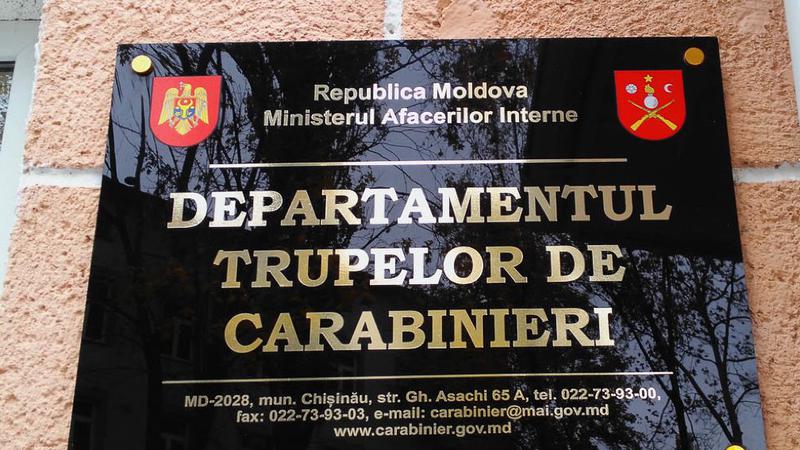 Republica Moldova
Ministerul Afacerilor Interne
DEPARTAMENTUL
TRUPELOR DE
CARABINIERI
MD-2028, mun. Chișinău, str. Gh. Asachi 65 A, tel. 022-73-93-00,
fax: 022-73-93-03, e-mail: carabinier@mai.gov.md
www.carabinier.gov.md